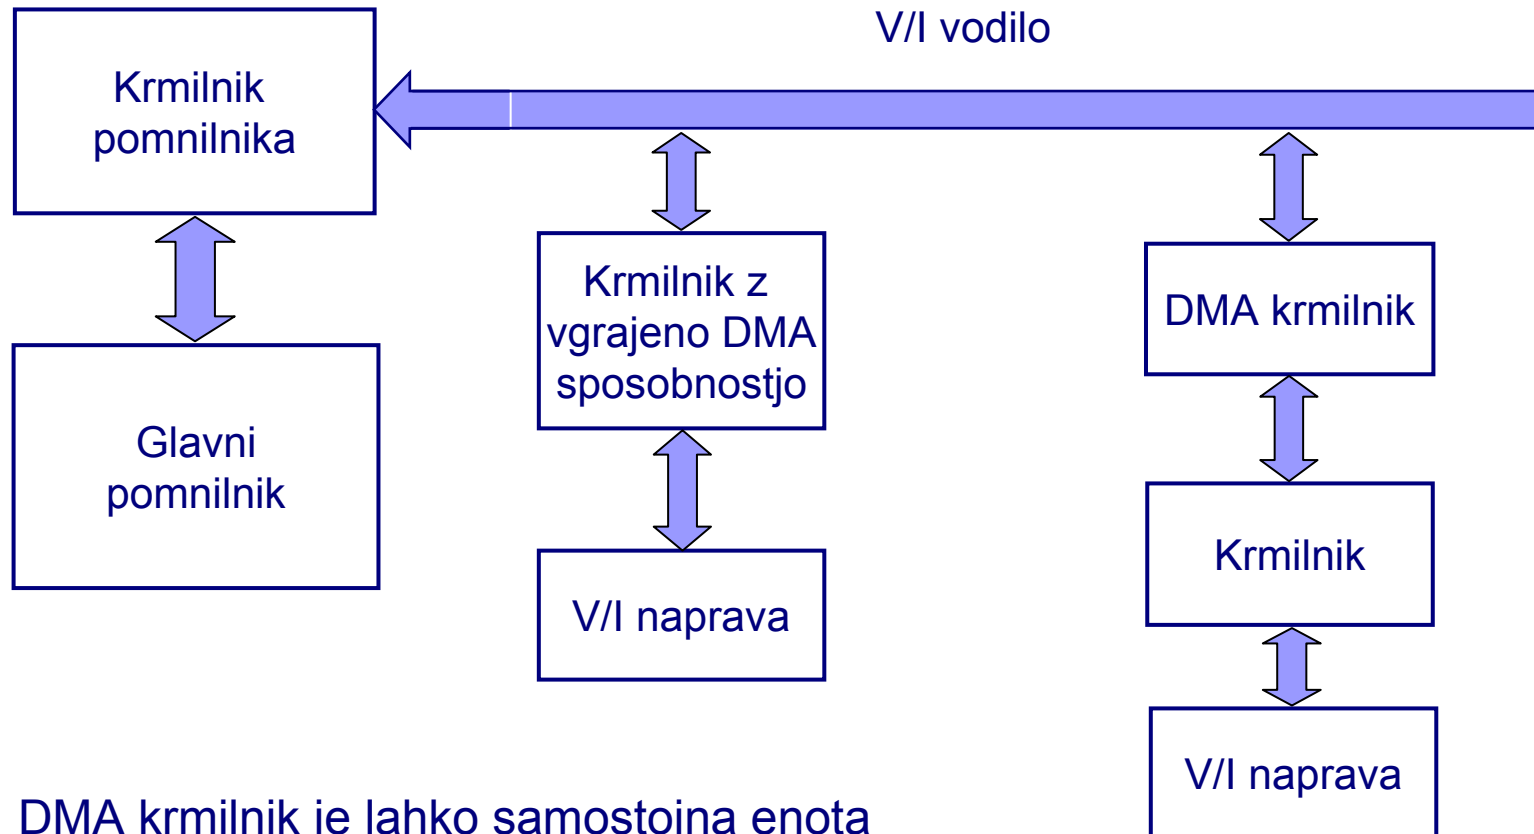 V/I vodilo
Krmilnik
pomnilnika
Krmilnik z
vgrajeno DMA
sposobnostjo
DMA krmilnik
Glavni
pomnilnik
Krmilnik
V/I naprava
V/I naprava
DMA krmilnik je lahko samostojna enota